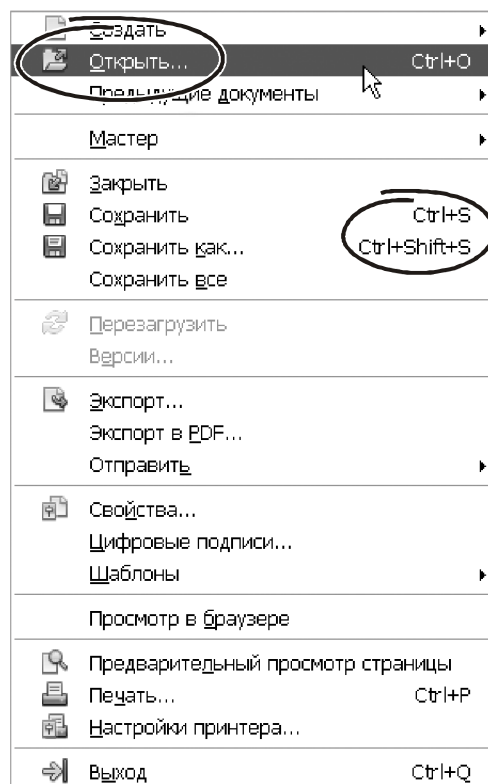 Создать
Открыть... Ctrl+O
Предыдущие документы
Мастер
Закрыть
Сохранить Ctrl+S
Сохранить как... Ctrl+Shift+S
Сохранить все
Перезагрузить
Версии...
Экспорт...
Экспорт в PDF...
Отправить
Свойства...
Цифровые подписи...
Шаблоны
Просмотр в браузере
Предварительный просмотр страницы
Печать... Ctrl+P
Настройки принтера...
Выход Ctrl+Q